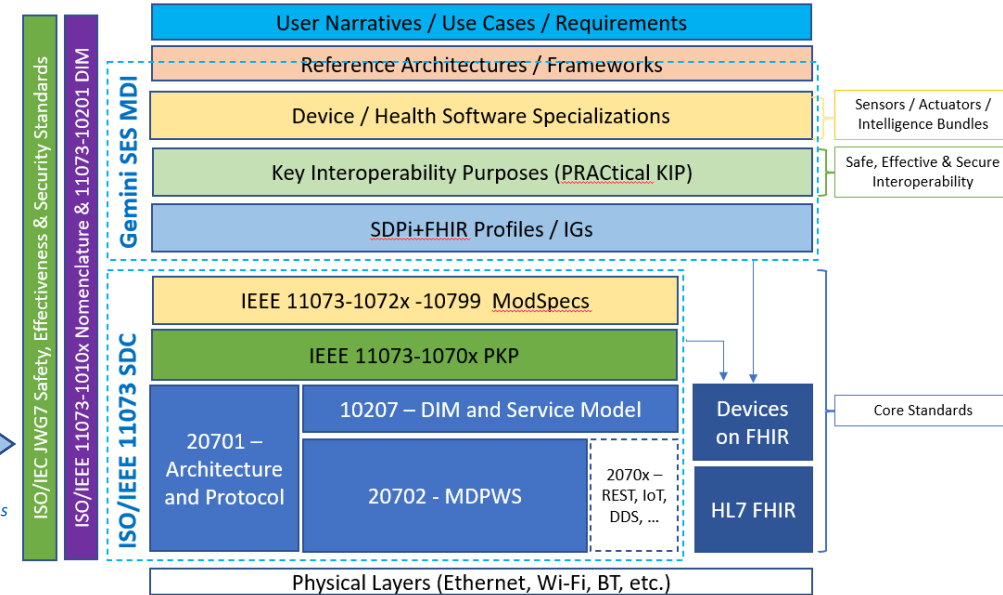 User Narratives / Use Cases / Requirements
Reference Architectures / Frameworks
Device / Health Software Specializations
Key Interoperability Purposes (PRACtical KIP)
SDPi+FHIR Profiles / IGs
Gemini SES MDI
Sensors / Actuators /
Intelligence Bundles
Safe, Effective & Secure
Interoperability
ISO/IEC JWG7 Safety, Effectiveness & Security Standards
ISO/IEEE 11073-1010x Nomenclature & 11073-10201 DIM
ISO/IEEE 11073 SDC
IEEE 11073-1072x -10799 ModSpecs
IEEE 11073-1070x PKP
20701 –
Architecture
and Protocol
10207 – DIM and Service Model
20702 - MDPWS
2070x –
REST, IoT,
DDS, ...
Devices
on FHIR
HL7 FHIR
Core Standards
Physical Layers (Ethernet, Wi-Fi, BT, etc.)